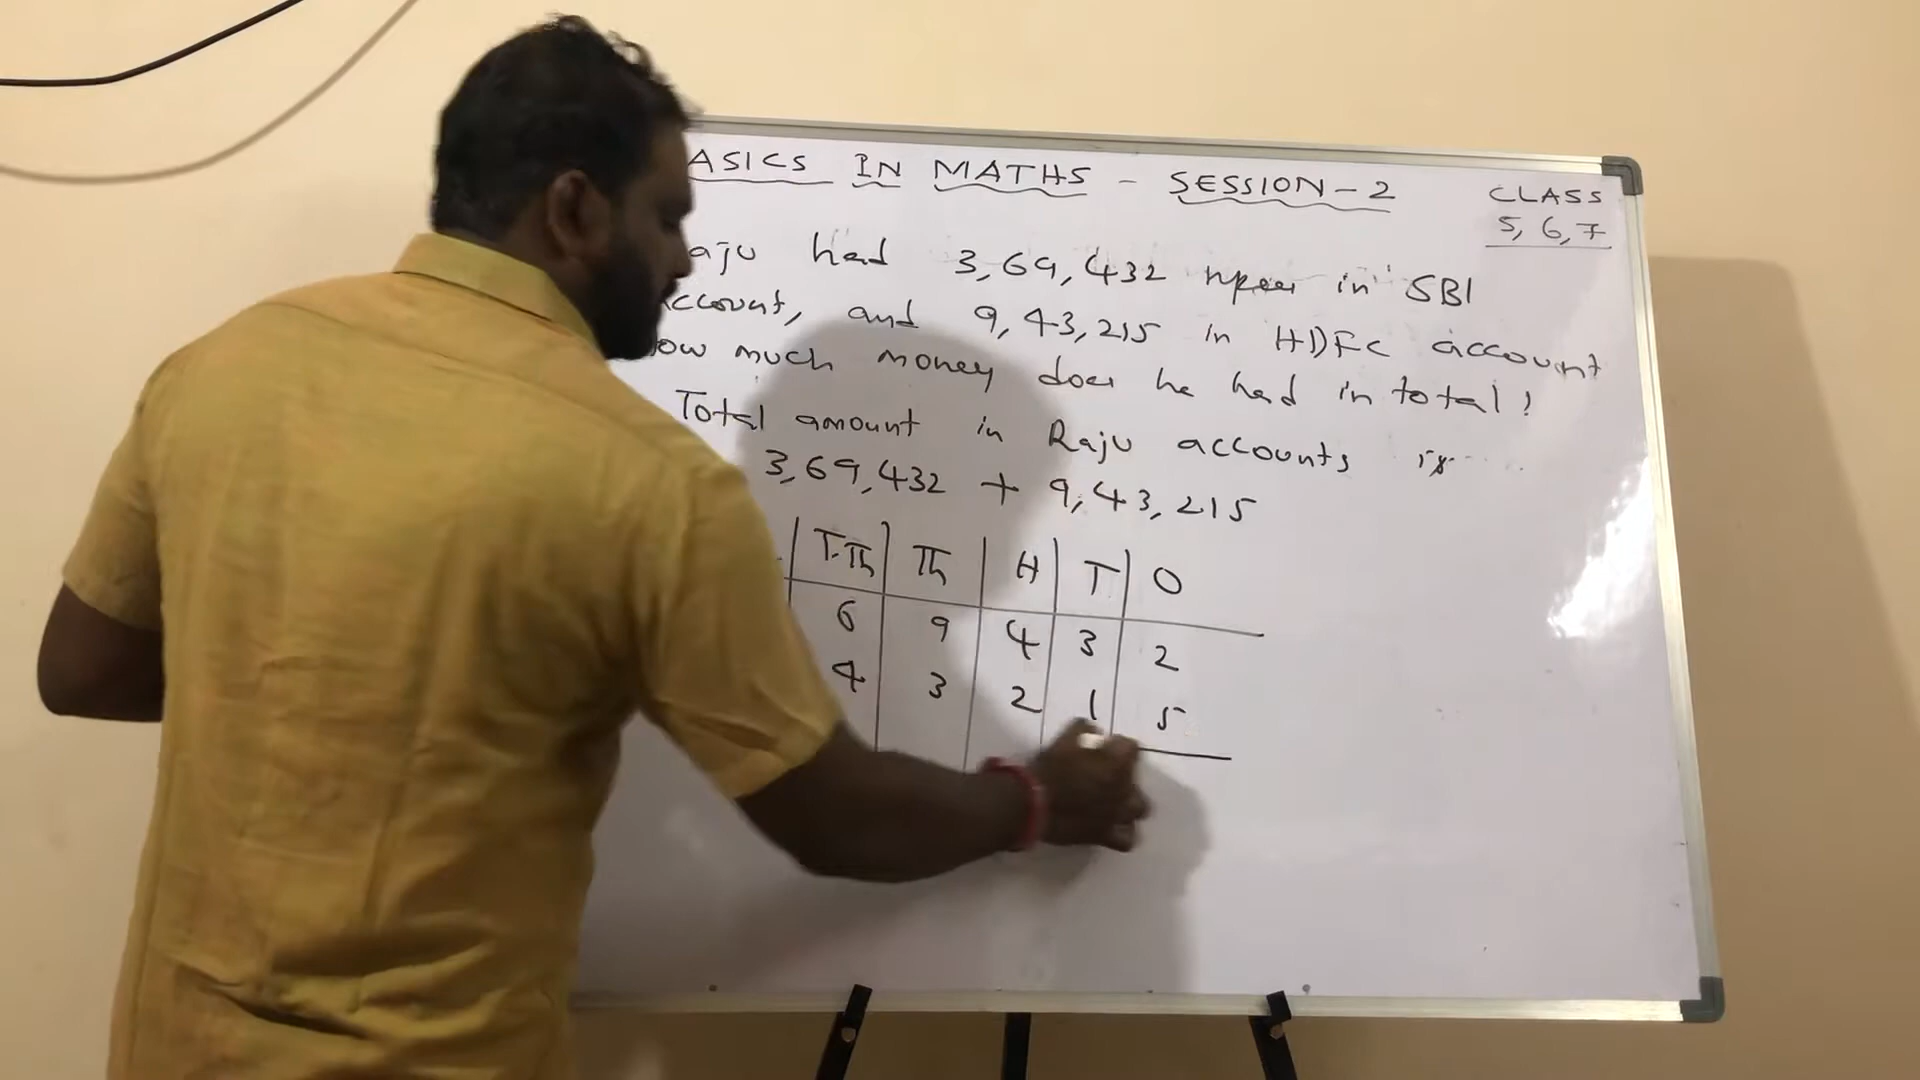 ASICS IN MATHS - SESSION-2
CLASS
5, 6, 7
aju had 3,69,432 in SBI
ccount, and 9,43,215 in HDFC account
ow much money does he had in total?
Total amount in Raju accounts is
3,69,432 + 9,43,215
T.Th Th H T O
6 9 4 3 2
4 3 2 1 5